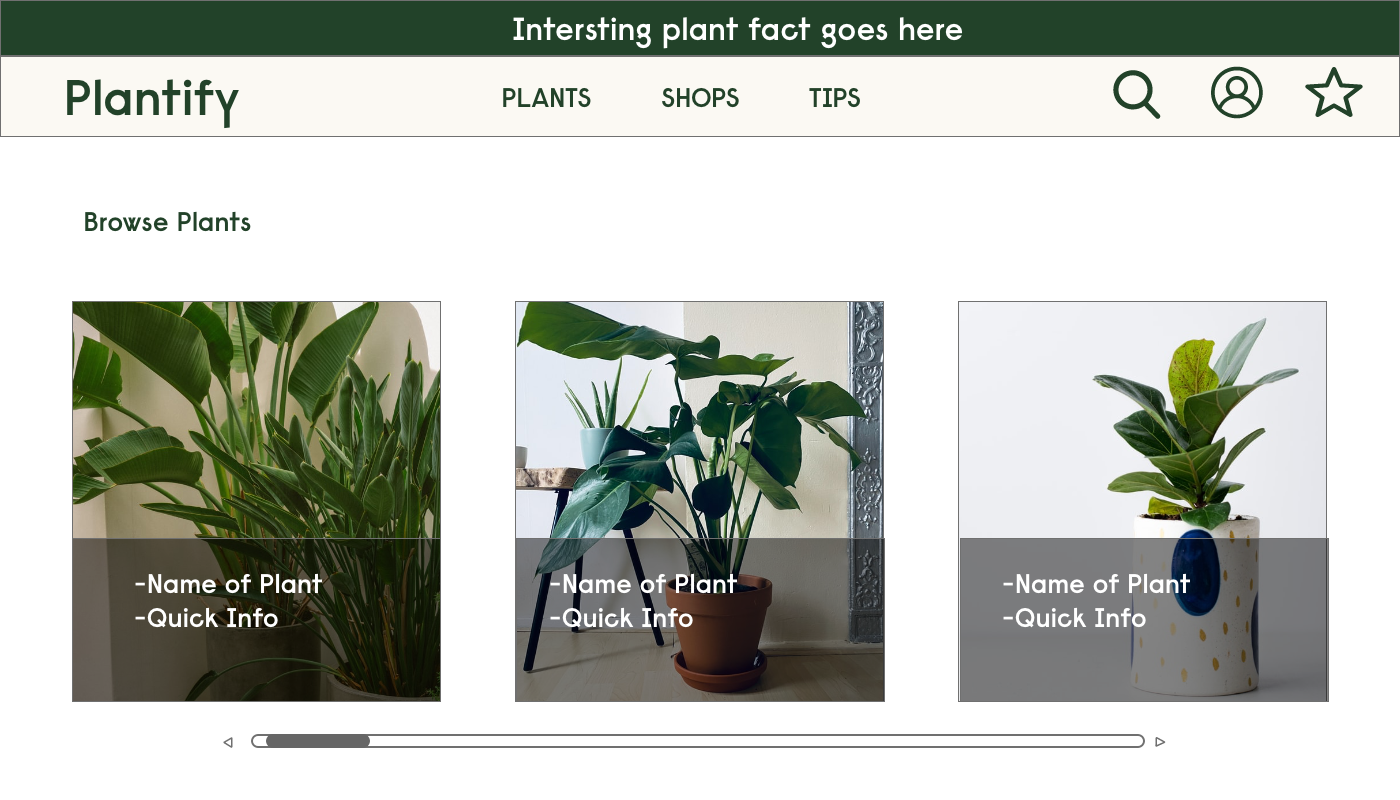 Intersting plant fact goes here
Plantify
PLANTS
SHOPS
TIPS
Browse Plants
-Name of Plant
-Quick Info
-Name of Plant
-Quick Info
-Name of Plant
-Quick Info